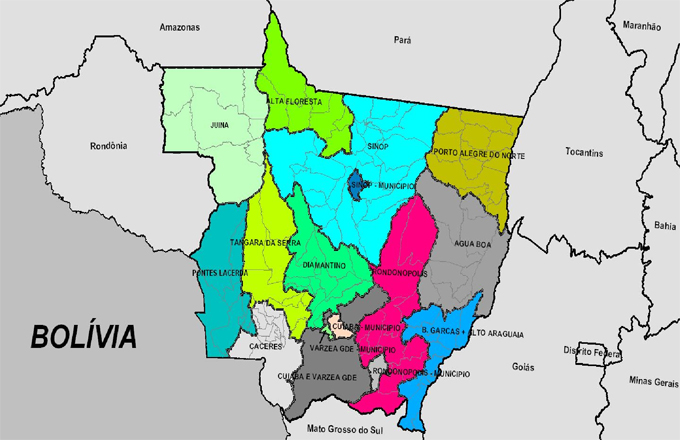 Amazonas
Pará
Maranhão
ALTA FLORESTA
JUINA
Rondônia
SINOP
PORTO ALEGRE DO NORTE
Tocantins
SINOP - MUNICIPIO
Bahia
TANGARA DA SERRA
AGUA BOA
PONTES LACERDA
DIAMANTINO
RONDONOPOLIS
BOLÍVIA
CUIABA - MUNICIPIO
B. GARCAS + ALTO ARAGUAIA
CACERES
VARZEA GDE - MUNICIPIO
Distrito Federal
Goiás
CUIABA E VARZEA GDE
RONDONOPOLIS - MUNICIPIO
Minas Gerais
Mato Grosso do Sul